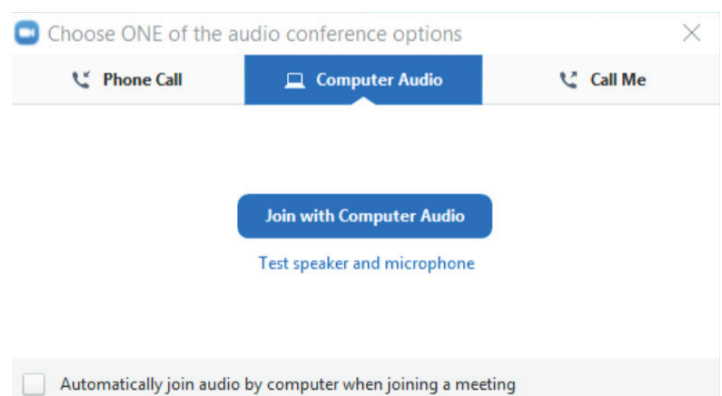 Choose ONE of the audio conference options
Phone Call
Computer Audio
Call Me
Join with Computer Audio
Test speaker and microphone
Automatically join audio by computer when joining a meeting